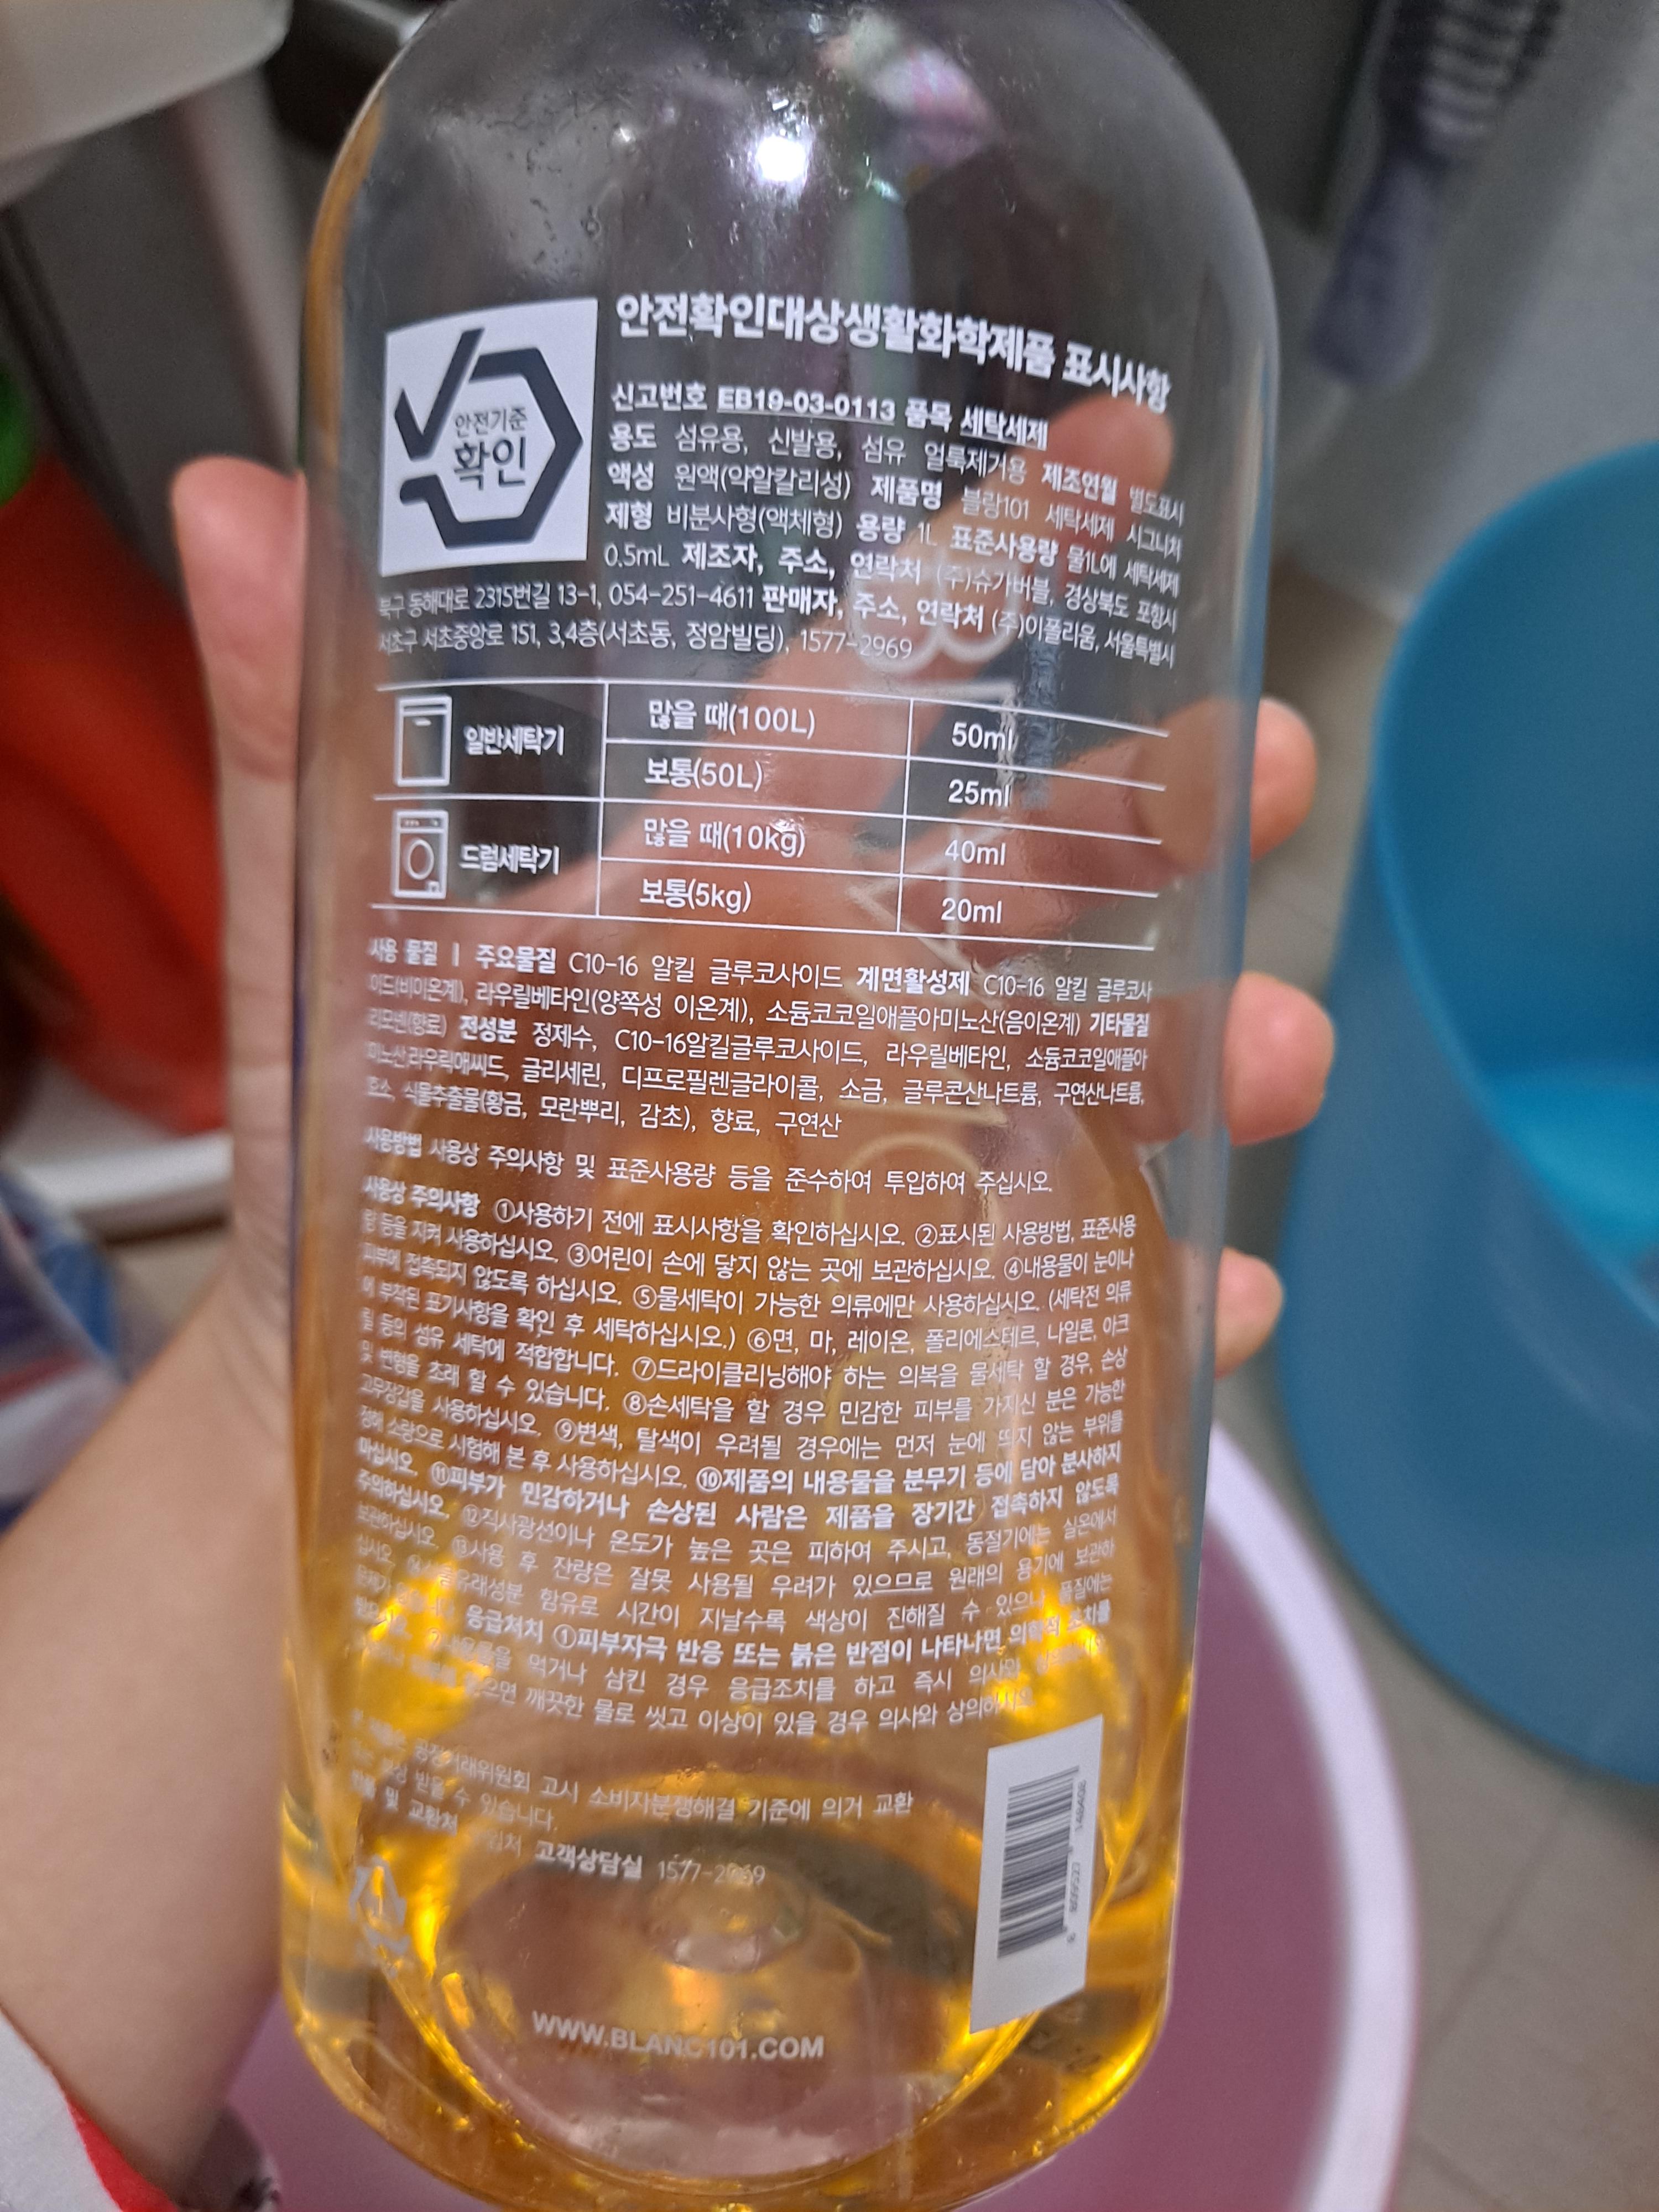 안전기준
확인
안전확인대상생활화학제품 표시사항
신고번호 EB19-03-0113 품목 세탁세제
용도 섬유용, 신발용, 섬유 얼룩제거용 제조연월 별도표시
액성 원액(약알칼리성) 제품명 블랑101 세탁세제 시그니처
제형 비분사형(액체형) 용량 1L 표준사용량 물1L에 세탁세제
0.5mL 제조자, 주소, 연락처 (주)슈가버블, 경상북도 포항시
북구 동해대로 2315번길 13-1, 054-251-4611 판매자, 주소, 연락처 (주)이폴리움, 서울특별시
서초구 서초중앙로 151, 3,4층(서초동, 정암빌딩), 1577-2969
일반세탁기
많을 때(100L) 50ml
보통(50L) 25ml
드럼세탁기
많을 때(10kg) 40ml
보통(5kg) 20ml
사용 물질 | 주요물질 C10-16 알킬 글루코사이드 계면활성제 C10-16 알킬 글루코사
이드(비이온계), 라우릴베타인(양쪽성 이온계), 소듐코코일애플아미노산(음이온계) 기타물질
리모넨(향료) 전성분 정제수, C10-16알킬글루코사이드, 라우릴베타인, 소듐코코일애플아
미노산,라우릭애씨드, 글리세린, 디프로필렌글라이콜, 소금, 글루콘산나트륨, 구연산나트륨,
효소, 식물추출물(황금, 모란뿌리, 감초), 향료, 구연산
사용방법 사용상 주의사항 및 표준사용량 등을 준수하여 투입하여 주십시오.
사용상 주의사항 ①사용하기 전에 표시사항을 확인하십시오. ②표시된 사용방법, 표준사용
량 등을 지켜 사용하십시오. ③어린이 손에 닿지 않는 곳에 보관하십시오. ④내용물이 눈이나
피부에 접촉되지 않도록 하십시오. ⑤물세탁이 가능한 의류에만 사용하십시오. (세탁전 의류
에 부착된 표기사항을 확인 후 세탁하십시오.) ⑥면, 마, 레이온, 폴리에스테르, 나일론, 아크
릴 등의 섬유 세탁에 적합합니다. ⑦드라이클리닝해야 하는 의복을 물세탁 할 경우, 손상
및 변형을 초래 할 수 있습니다. ⑧손세탁을 할 경우 민감한 피부를 가지신 분은 가능한
고무장갑을 사용하십시오. ⑨변색, 탈색이 우려될 경우에는 먼저 눈에 띄지 않는 부위를
정해 소량으로 시험해 본 후 사용하십시오. ⑩제품의 내용물을 분무기 등에 담아 분사하지
마십시오. ⑪피부가 민감하거나 손상된 사람은 제품을 장기간 접촉하지 않도록
주의하십시오. ⑫직사광선이나 온도가 높은 곳은 피하여 주시고, 동절기에는 실온에서
보관하십시오. ⑬사용 후 잔량은 잘못 사용될 우려가 있으므로 원래의 용기에 보관하
십시오. 함유로 시간이 지날수록 색상이 진해질 수 있으나 품질에는
응급처치 ①피부자극 반응 또는 붉은 반점이 나타나면 의학적 조치를
먹거나 삼킨 경우 응급조치를 하고 즉시 의사와
깨끗한 물로 씻고 이상이 있을 경우 의사와 상의하시오
공정거래위원회 고시 소비자분쟁해결 기준에 의거 교환
보상 받을 수 있습니다.
및 교환처 고객상담실 1577-2969
WWW.BLANC101.COM